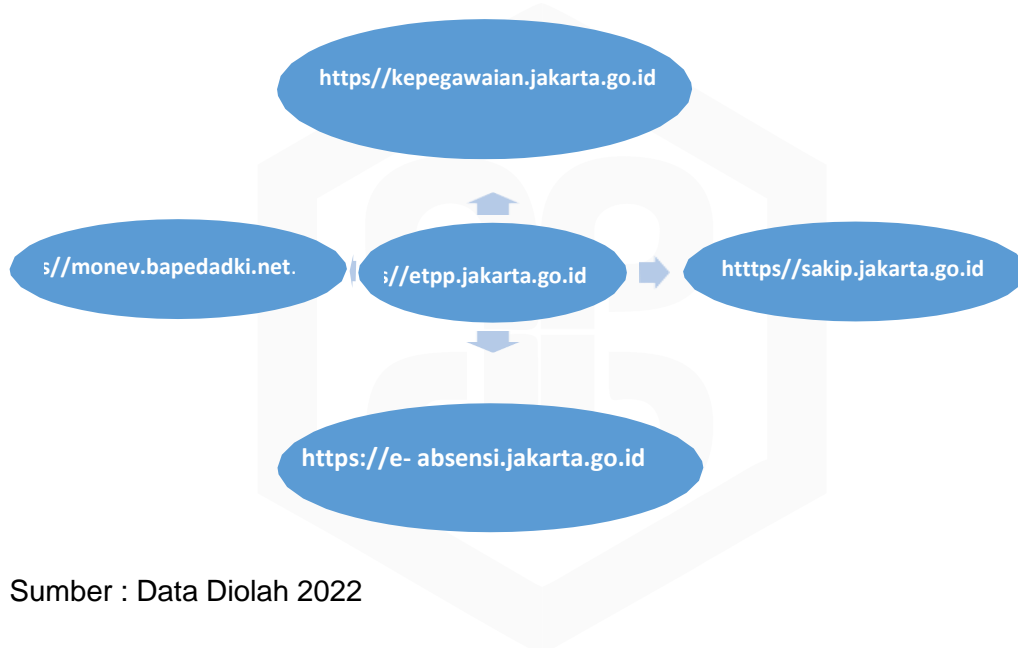 https//kepegawaian.jakarta.go.id
s//monev.bapedadki.net.
s//etpp.jakarta.go.id
htttps//sakip.jakarta.go.id
https://e- absensi.jakarta.go.id
Sumber : Data Diolah 2022